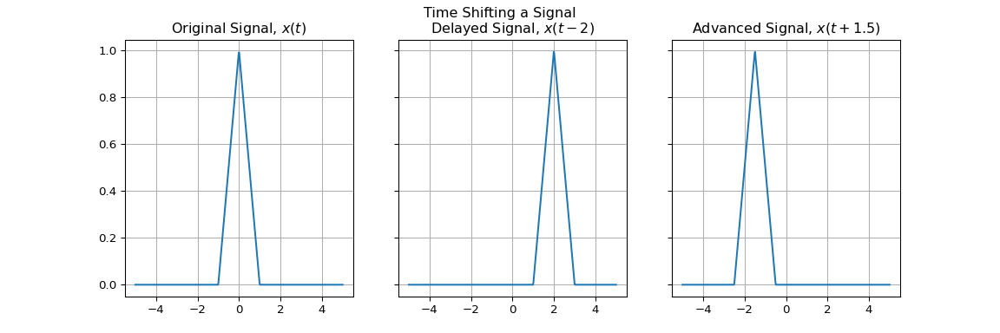 Time Shifting a Signal
Original Signal, x(t)
Delayed Signal, x(t − 2)
Advanced Signal, x(t + 1.5)
1.0
0.8
0.6
0.4
0.2
0.0
−4 −2 0 2 4
−4 −2 0 2 4
−4 −2 0 2 4